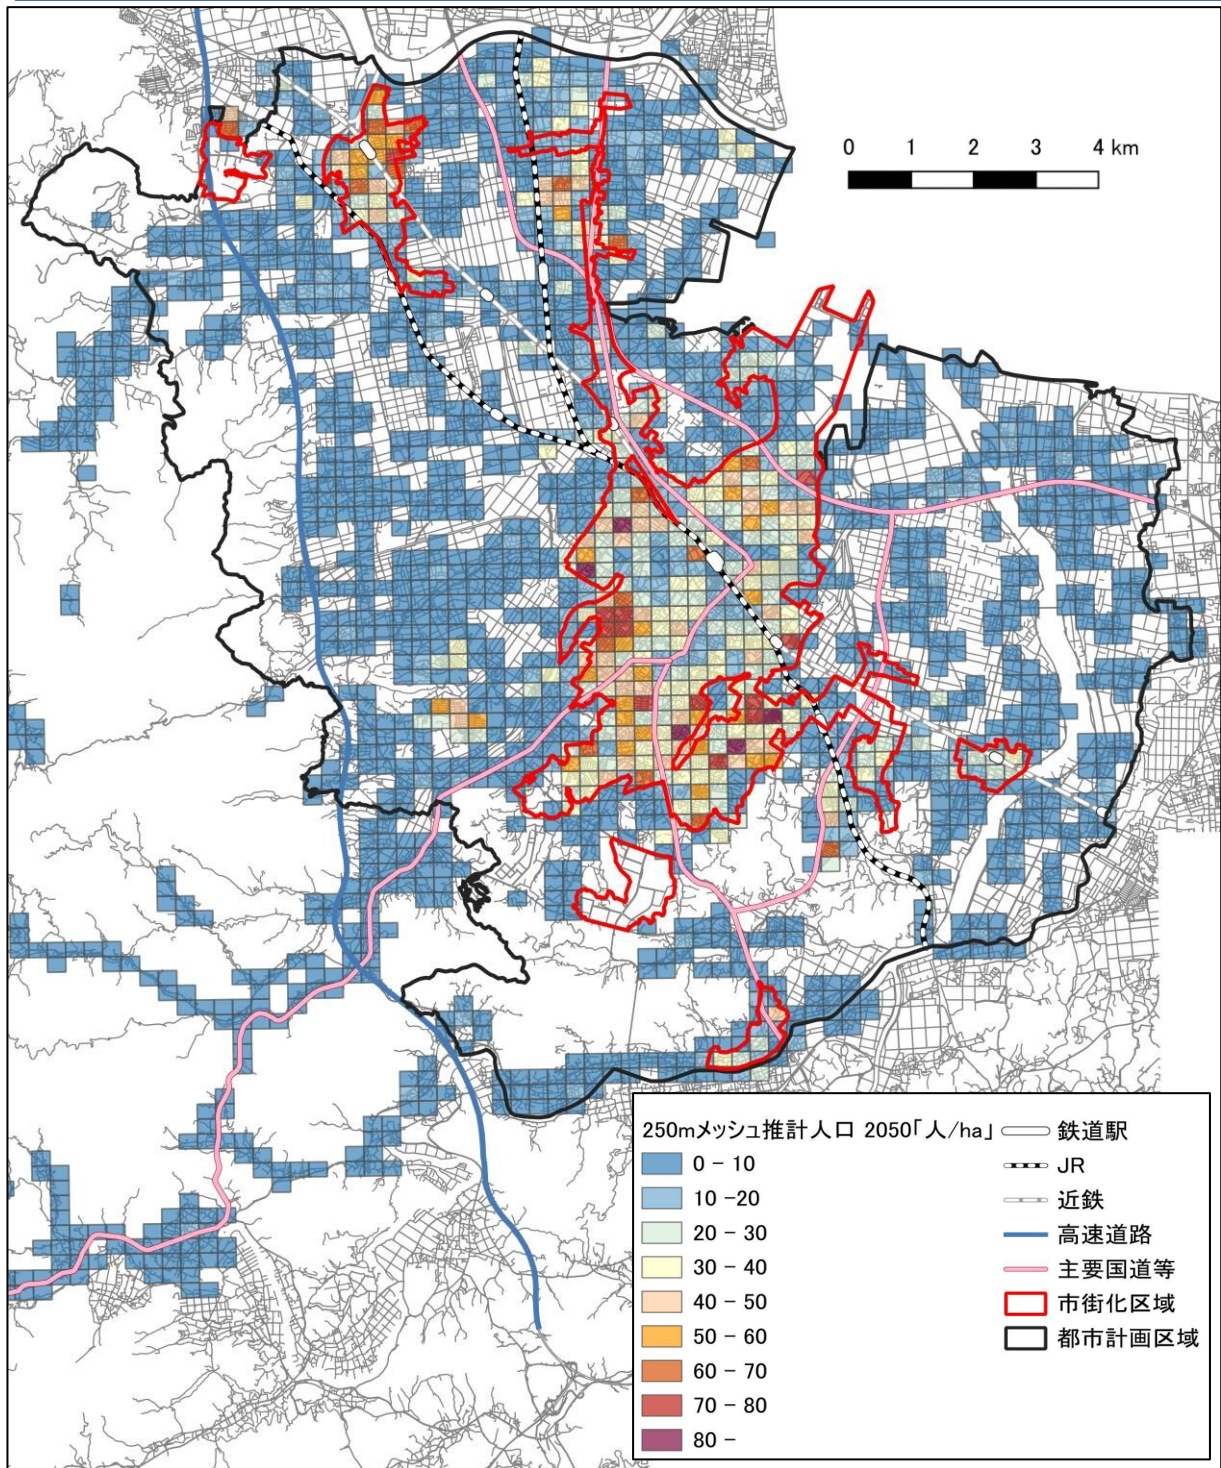 0 1 2 3 4 km
250mメッシュ推計人口 2050「人/ha」
0 - 10
10 -20
20 - 30
30 - 40
40 - 50
50 - 60
60 - 70
70 - 80
80 -
鉄道駅
JR
近鉄
高速道路
主要国道等
市街化区域
都市計画区域